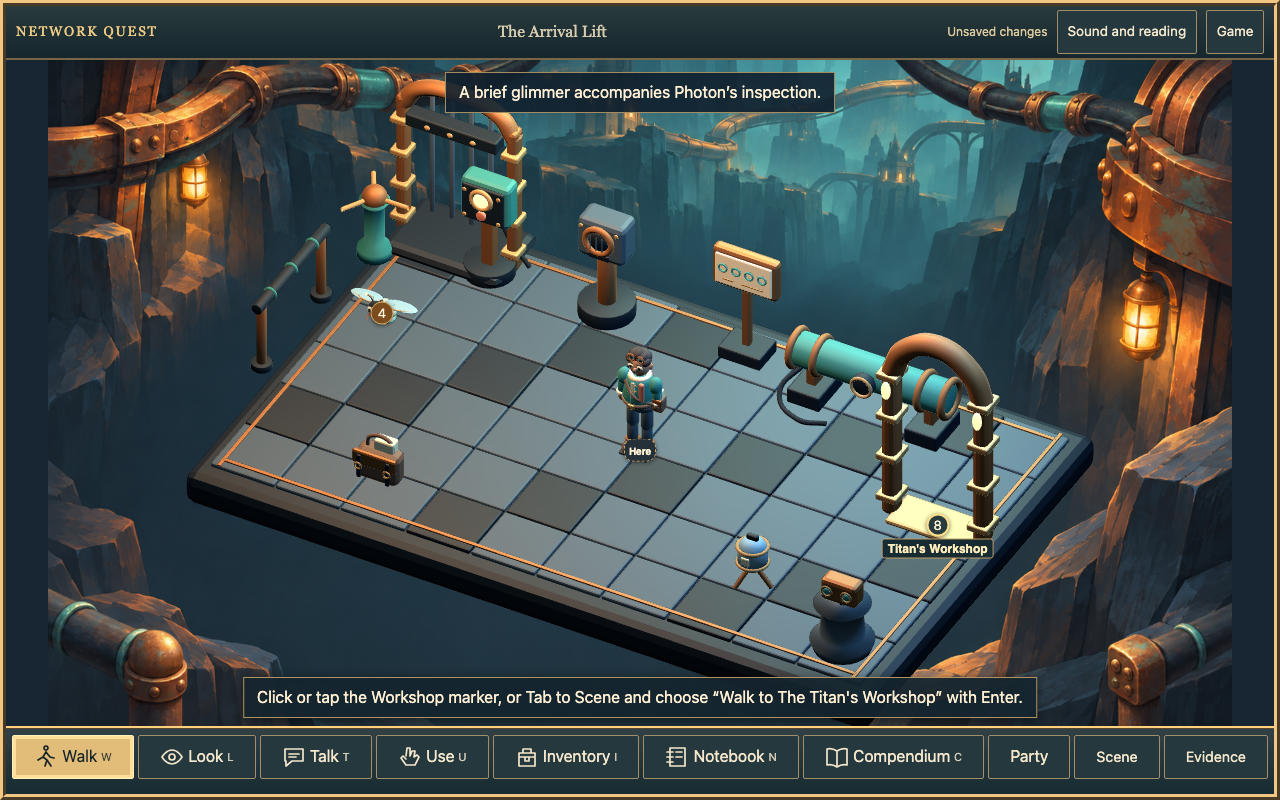 NETWORK QUEST
The Arrival Lift
Unsaved changes
Sound and reading
Game
A brief glimmer accompanies Photon’s inspection.
4
Here
8
Titan's Workshop
Click or tap the Workshop marker, or Tab to Scene and choose “Walk to The Titan's Workshop” with Enter.
Walk W
Look L
Talk T
Use U
Inventory I
Notebook N
Compendium C
Party
Scene
Evidence